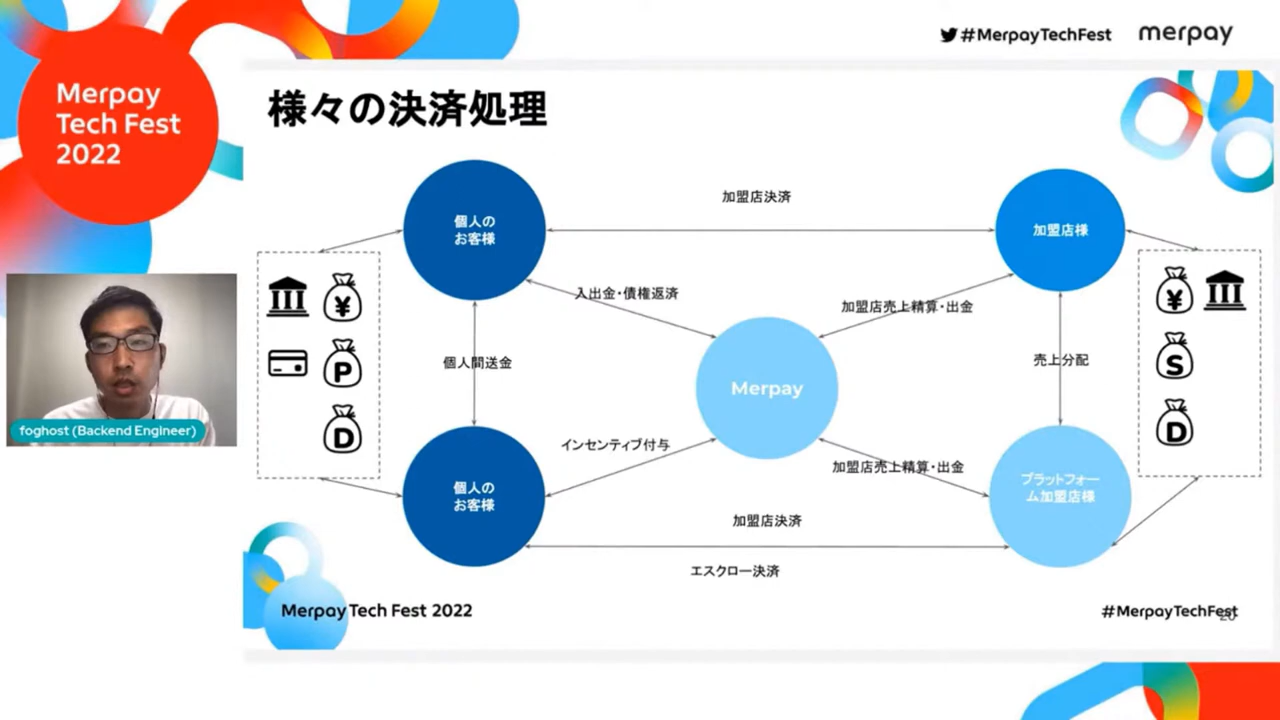 #MerpayTechFest
merpay
Merpay
Tech Fest
2022
様々の決済処理
個人の
お客様
加盟店決済
加盟店様
入出金・債権返済
加盟店売上精算・出金
¥
P
D
個人間送金
Merpay
売上分配
¥
S
D
foghost (Backend Engineer)
インセンティブ付与
加盟店売上精算・出金
個人の
お客様
プラットフォー
ム加盟店様
加盟店決済
エスクロー決済
Merpay Tech Fest 2022
#MerpayTechFest
20